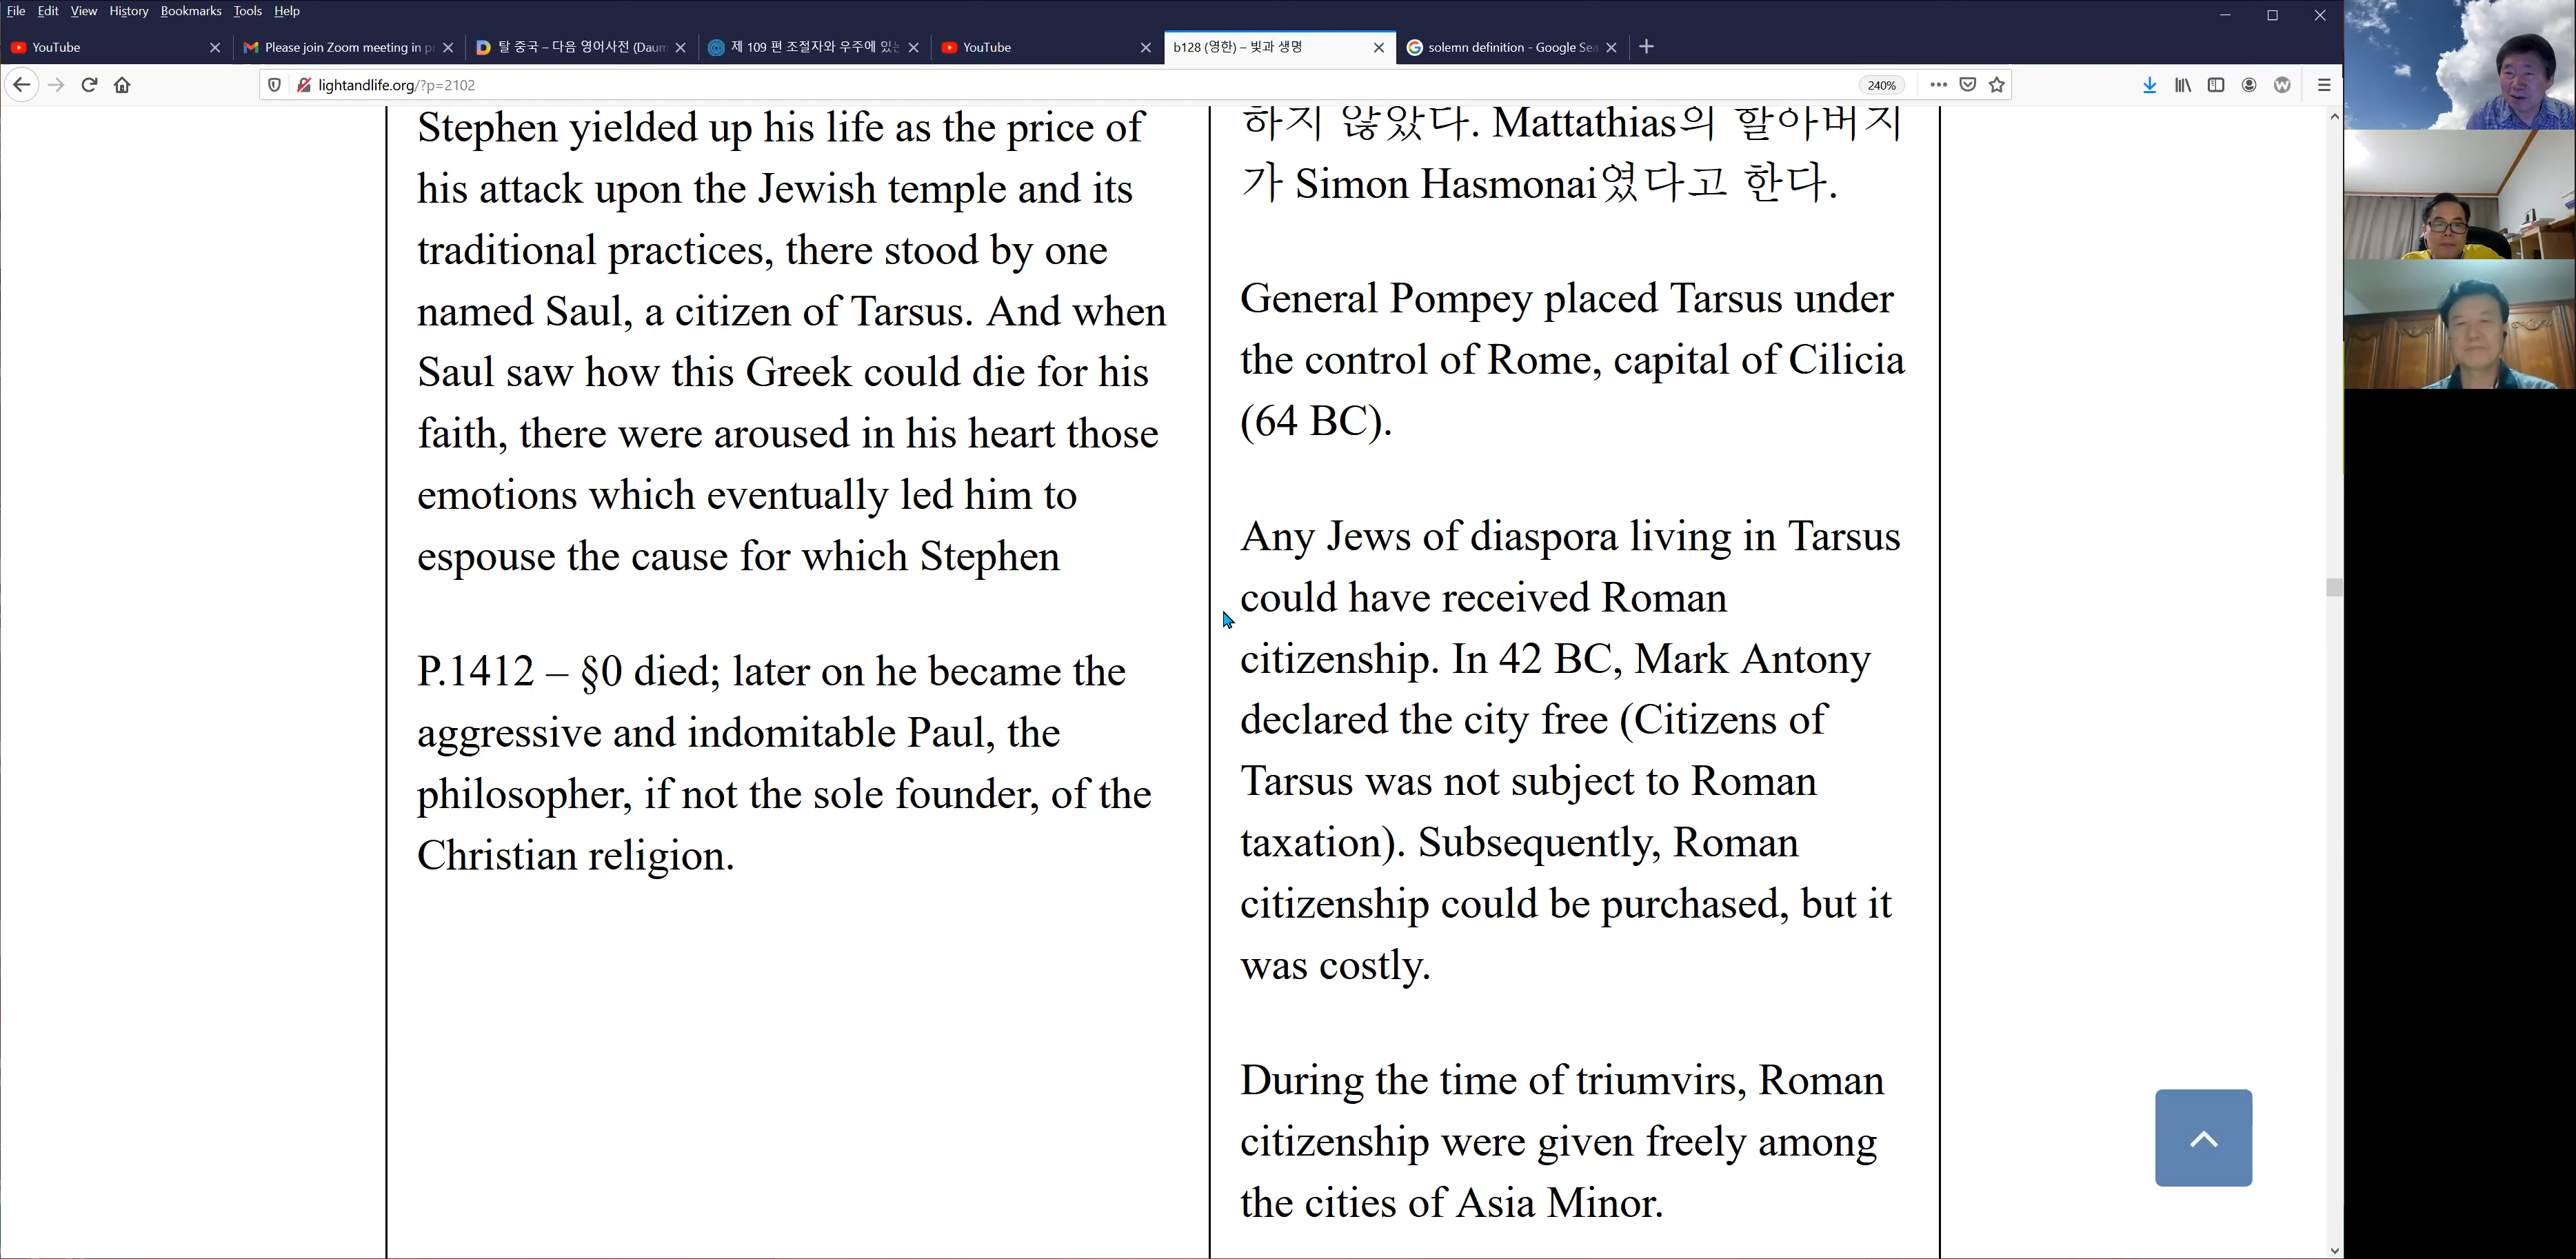 File Edit View History Bookmarks Tools Help
YouTube
Please join Zoom meeting in p
탈 중국 – 다음 영어사전 (Daum
제 109 편 조절자와 우주에 있는
YouTube
b128 (영한) – 빛과 생명
solemn definition - Google Sea
lightandlife.org/?p=2102
240%
Stephen yielded up his life as the price of
his attack upon the Jewish temple and its
traditional practices, there stood by one
named Saul, a citizen of Tarsus. And when
Saul saw how this Greek could die for his
faith, there were aroused in his heart those
emotions which eventually led him to
espouse the cause for which Stephen
P.1412 – §0 died; later on he became the
aggressive and indomitable Paul, the
philosopher, if not the sole founder, of the
Christian religion.
하지 않았다. Mattathias의 할아버지
가 Simon Hasmonai였다고 한다.
General Pompey placed Tarsus under
the control of Rome, capital of Cilicia
(64 BC).
Any Jews of diaspora living in Tarsus
could have received Roman
citizenship. In 42 BC, Mark Antony
declared the city free (Citizens of
Tarsus was not subject to Roman
taxation). Subsequently, Roman
citizenship could be purchased, but it
was costly.
During the time of triumvirs, Roman
citizenship were given freely among
the cities of Asia Minor.